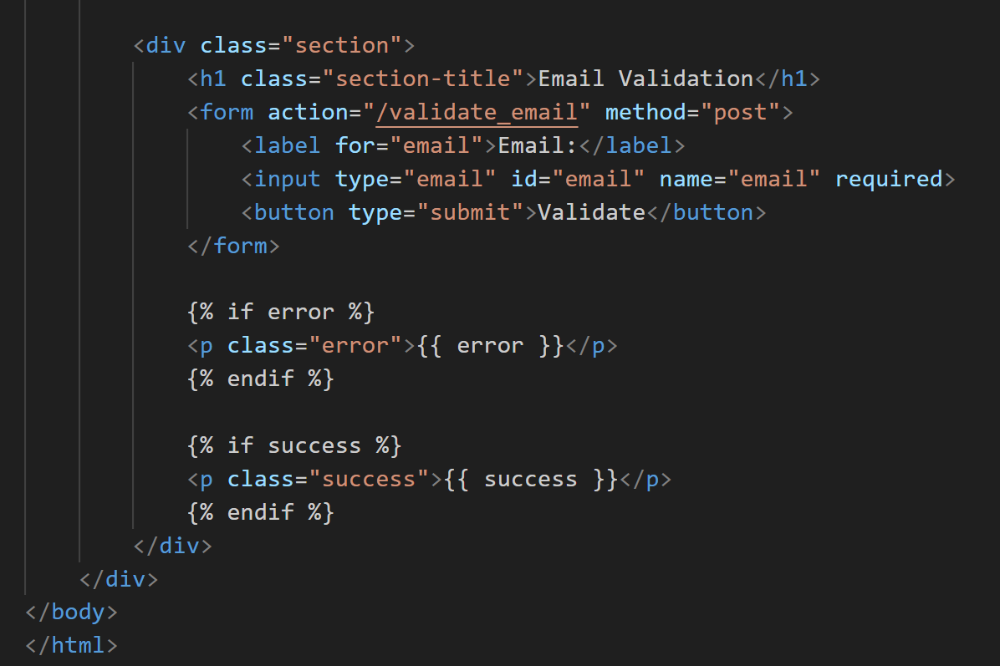 <div class="section">
<h1 class="section-title">Email Validation</h1>
<form action="/validate_email" method="post">
<label for="email">Email:</label>
<input type="email" id="email" name="email" required>
<button type="submit">Validate</button>
</form>
{% if error %}
<p class="error">{{ error }}</p>
{% endif %}
{% if success %}
<p class="success">{{ success }}</p>
{% endif %}
</div>
</div>
</body>
</html>